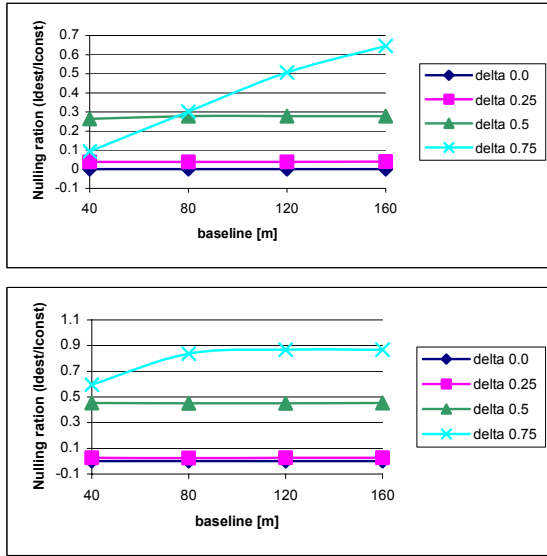 Nulling ration (Idest/Iconst)
0.7
0.6
0.5
0.4
0.3
0.2
0.1
0
-0.1
40
80
120
160
baseline [m]
delta 0.0
delta 0.25
delta 0.5
delta 0.75
Nulling ration (Idest/Iconst)
1.1
0.9
0.7
0.5
0.3
0.1
-0.1
40
80
120
160
baseline [m]
delta 0.0
delta 0.25
delta 0.5
delta 0.75